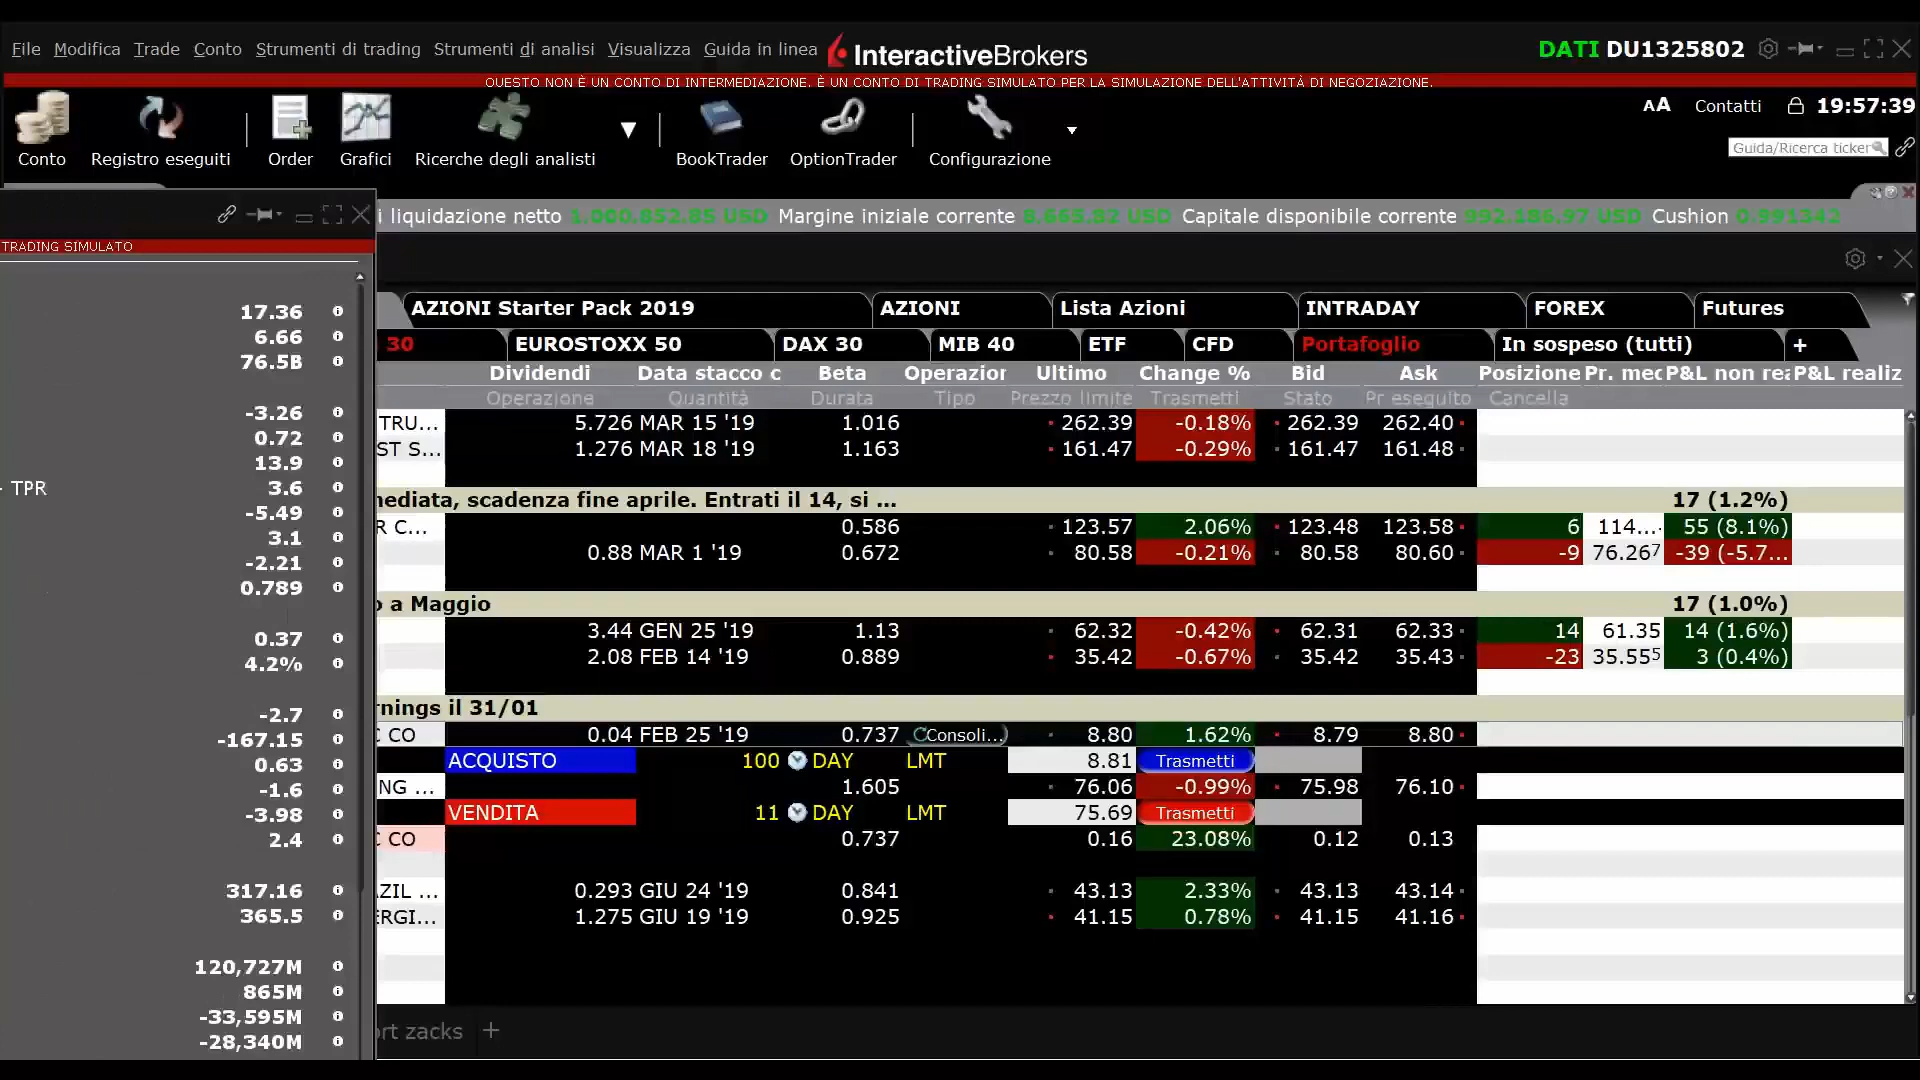 File Modifica Trade Conto Strumenti di trading Strumenti di analisi Visualizza Guida in linea InteractiveBrokers DATI DU1325802
QUESTO NON È UN CONTO DI INTERMEDIAZIONE. È UN CONTO DI TRADING SIMULATO PER LA SIMULAZIONE DELL'ATTIVITÀ DI NEGOZIAZIONE.
AA Contatti 19:57:39
Conto Registro eseguiti Order Grafici Ricerche degli analisti BookTrader OptionTrader Configurazione
Guida/Ricerca ticker
i liquidazione netto 1.000.852.85 USD Margine iniziale corrente 8.665.82 USD Capitale disponibile corrente 992.186.97 USD Cushion 0.991342
TRADING SIMULATO
17.36
6.66
76.5B
-3.26
0.72
13.9
- TPR 3.6
-5.49
3.1
-2.21
0.789
0.37
4.2%
-2.7
-167.15
0.63
-1.6
-3.98
2.4
317.16
365.5
120,727M
865M
-33,595M
-28,340M
AZIONI Starter Pack 2019 AZIONI Lista Azioni INTRADAY FOREX Futures
30 EUROSTOXX 50 DAX 30 MIB 40 ETF CFD Portafoglio In sospeso (tutti) +
Dividendi Data stacco c Beta Operazior Ultimo Change % Bid Ask Posizione Pr. med P&L non rea P&L realiz
Operazione Quantità Durata Tipo Prezzo limite Trasmetti Stato Pr eseguito Cancella
TRU... 5.726 MAR 15 '19 1.016 262.39 -0.18% 262.39 262.40
ST S... 1.276 MAR 18 '19 1.163 161.47 -0.29% 161.47 161.48
mediata, scadenza fine aprile. Entrati il 14, si ... 17 (1.2%)
R C... 0.586 123.57 2.06% 123.48 123.58 6 114.... 55 (8.1%)
0.88 MAR 1 '19 0.672 80.58 -0.21% 80.58 80.60 -9 76.267 -39 (-5.7...
o a Maggio 17 (1.0%)
3.44 GEN 25 '19 1.13 62.32 -0.42% 62.31 62.33 14 61.35 14 (1.6%)
2.08 FEB 14 '19 0.889 35.42 -0.67% 35.42 35.43 -23 35.555 3 (0.4%)
rnings il 31/01
C CO 0.04 FEB 25 '19 0.737 Consoli... 8.80 1.62% 8.79 8.80
ACQUISTO 100 DAY LMT 8.81 Trasmetti
NG ... 1.605 76.06 -0.99% 75.98 76.10
VENDITA 11 DAY LMT 75.69 Trasmetti
C CO 0.737 0.16 23.08% 0.12 0.13
AZIL ... 0.293 GIU 24 '19 0.841 43.13 2.33% 43.13 43.14
ERGI... 1.275 GIU 19 '19 0.925 41.15 0.78% 41.15 41.16
ort zacks +